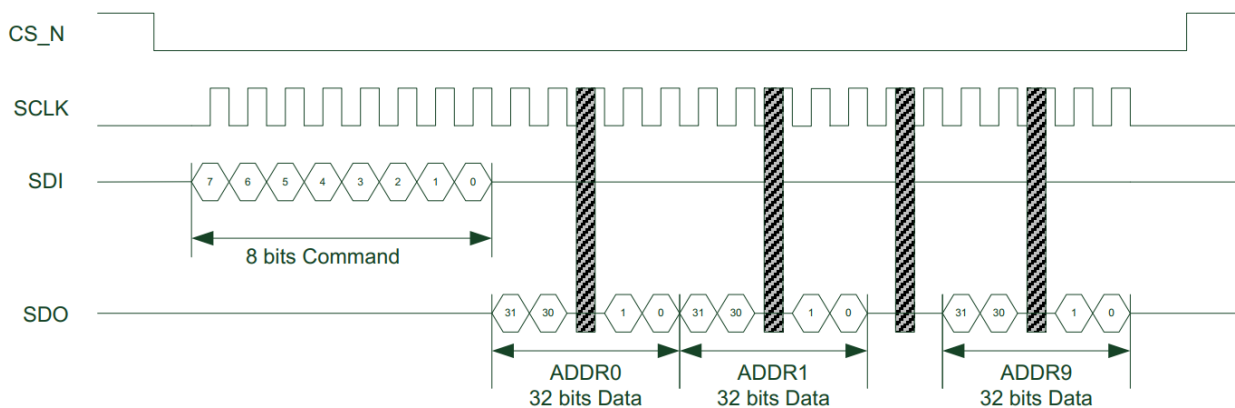 CS_N
SCLK
SDI
7 6 5 4 3 2 1 0
8 bits Command
SDO
31 30 1 0 31 30 1 0 31 30 1 0
ADDR0 ADDR1 ADDR9
32 bits Data 32 bits Data 32 bits Data